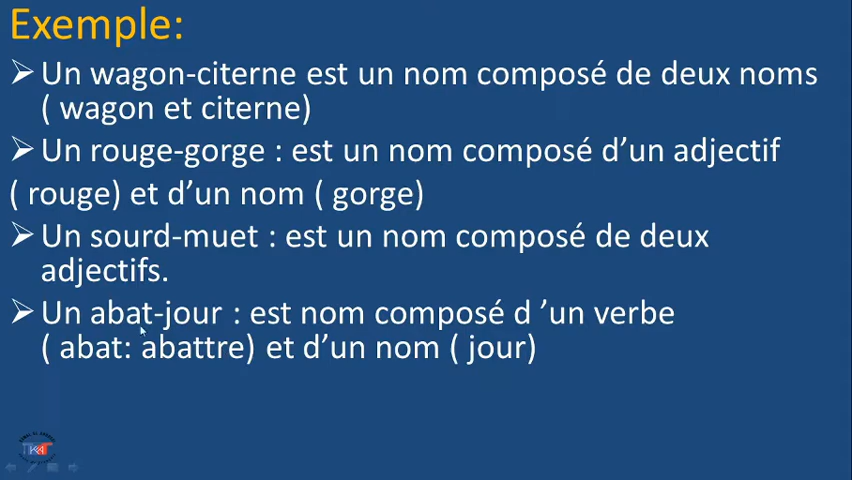 Exemple:
➢ Un wagon-citerne est un nom composé de deux noms
( wagon et citerne)
➢ Un rouge-gorge : est un nom composé d’un adjectif
( rouge) et d’un nom ( gorge)
➢ Un sourd-muet : est un nom composé de deux
adjectifs.
➢ Un abat-jour : est nom composé d ’un verbe
( abat: abattre) et d’un nom ( jour)